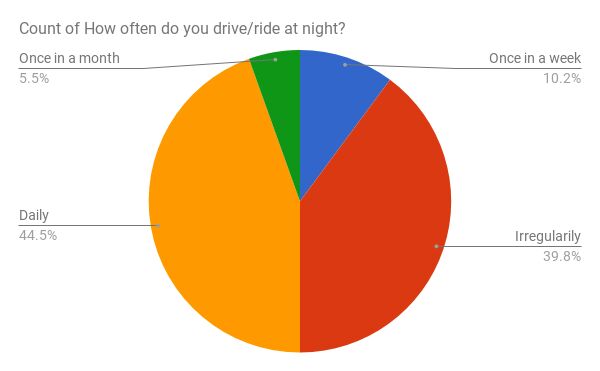 Count of How often do you drive/ride at night?
Once in a month
5.5%
Once in a week
10.2%
Daily
44.5%
Irregularily
39.8%